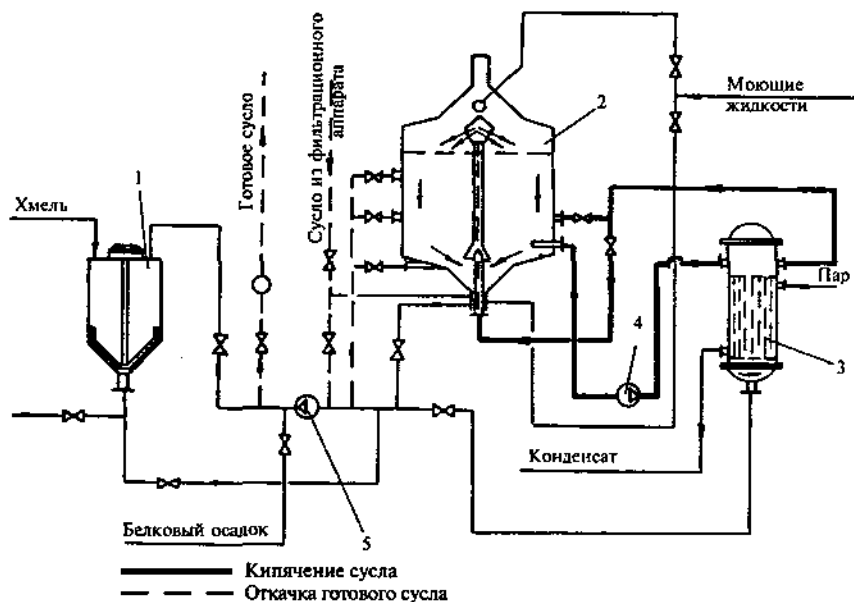 Моющие
жидкости
2
Готовое сусло
Сусло из фильтрационного
аппарата
Хмель
1
Пар
3
4
Конденсат
Белковый осадок
5
Кипячение сусла
Откачка готового сусла